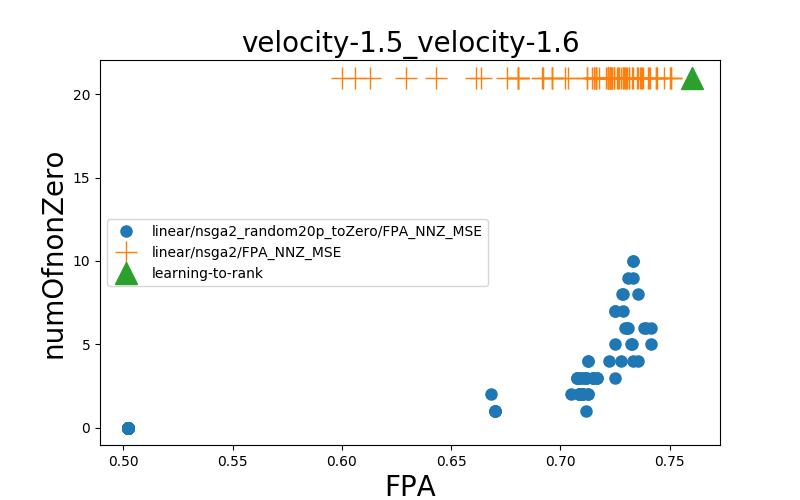 velocity-1.5_velocity-1.6
numOfnonZero
20
15
10
5
0
linear/nsga2_random20p_toZero/FPA_NNZ_MSE
linear/nsga2/FPA_NNZ_MSE
learning-to-rank
0.50 0.55 0.60 0.65 0.70 0.75
FPA